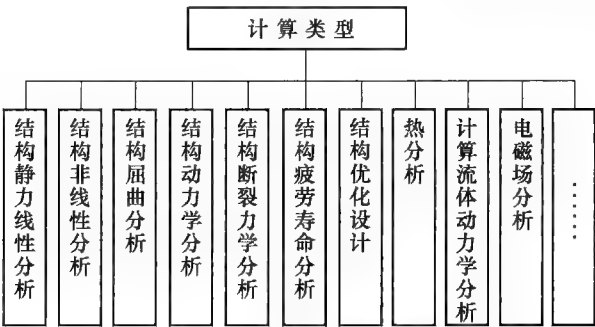 计算类型
结构静力线性分析
结构非线性分析
结构屈曲分析
结构动力学分析
结构断裂力学分析
结构疲劳寿命分析
结构优化设计
热分析
计算流体动力学分析
电磁场分析
……